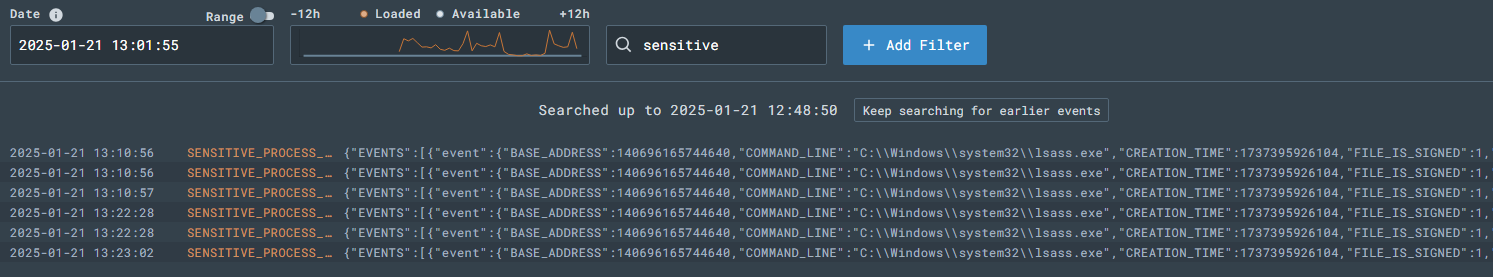 Date Range -12h Loaded Available +12h
2025-01-21 13:01:55 sensitive + Add Filter
Searched up to 2025-01-21 12:48:50 Keep searching for earlier events
2025-01-21 13:10:56 SENSITIVE_PROCESS_… {"EVENTS":[{"event":{"BASE_ADDRESS":140696165744640,"COMMAND_LINE":"C:\\Windows\\system32\\lsass.exe","CREATION_TIME":1737395926104,"FILE_IS_SIGNED":1,"
2025-01-21 13:10:56 SENSITIVE_PROCESS_… {"EVENTS":[{"event":{"BASE_ADDRESS":140696165744640,"COMMAND_LINE":"C:\\Windows\\system32\\lsass.exe","CREATION_TIME":1737395926104,"FILE_IS_SIGNED":1,"
2025-01-21 13:10:57 SENSITIVE_PROCESS_… {"EVENTS":[{"event":{"BASE_ADDRESS":140696165744640,"COMMAND_LINE":"C:\\Windows\\system32\\lsass.exe","CREATION_TIME":1737395926104,"FILE_IS_SIGNED":1,"
2025-01-21 13:22:28 SENSITIVE_PROCESS_… {"EVENTS":[{"event":{"BASE_ADDRESS":140696165744640,"COMMAND_LINE":"C:\\Windows\\system32\\lsass.exe","CREATION_TIME":1737395926104,"FILE_IS_SIGNED":1,"
2025-01-21 13:22:28 SENSITIVE_PROCESS_… {"EVENTS":[{"event":{"BASE_ADDRESS":140696165744640,"COMMAND_LINE":"C:\\Windows\\system32\\lsass.exe","CREATION_TIME":1737395926104,"FILE_IS_SIGNED":1,"
2025-01-21 13:23:02 SENSITIVE_PROCESS_… {"EVENTS":[{"event":{"BASE_ADDRESS":140696165744640,"COMMAND_LINE":"C:\\Windows\\system32\\lsass.exe","CREATION_TIME":1737395926104,"FILE_IS_SIGNED":1,"